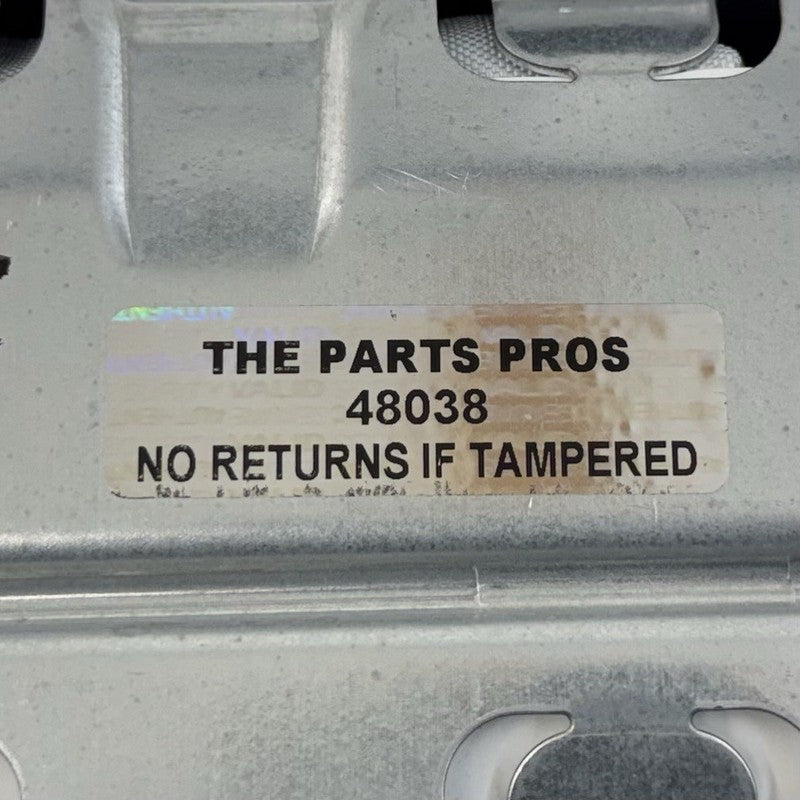 THE PARTS PROS
48038
NO RETURNS IF TAMPERED